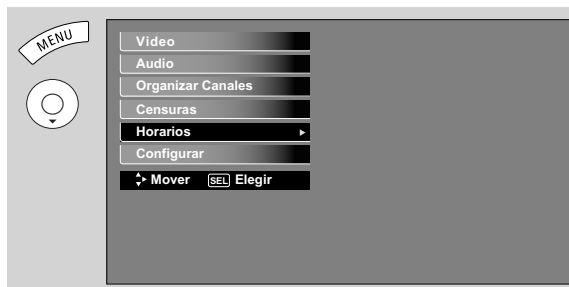 MENU
Video
Audio
Organizar Canales
Censuras
Horarios
Configurar
Mover SEL Elegir